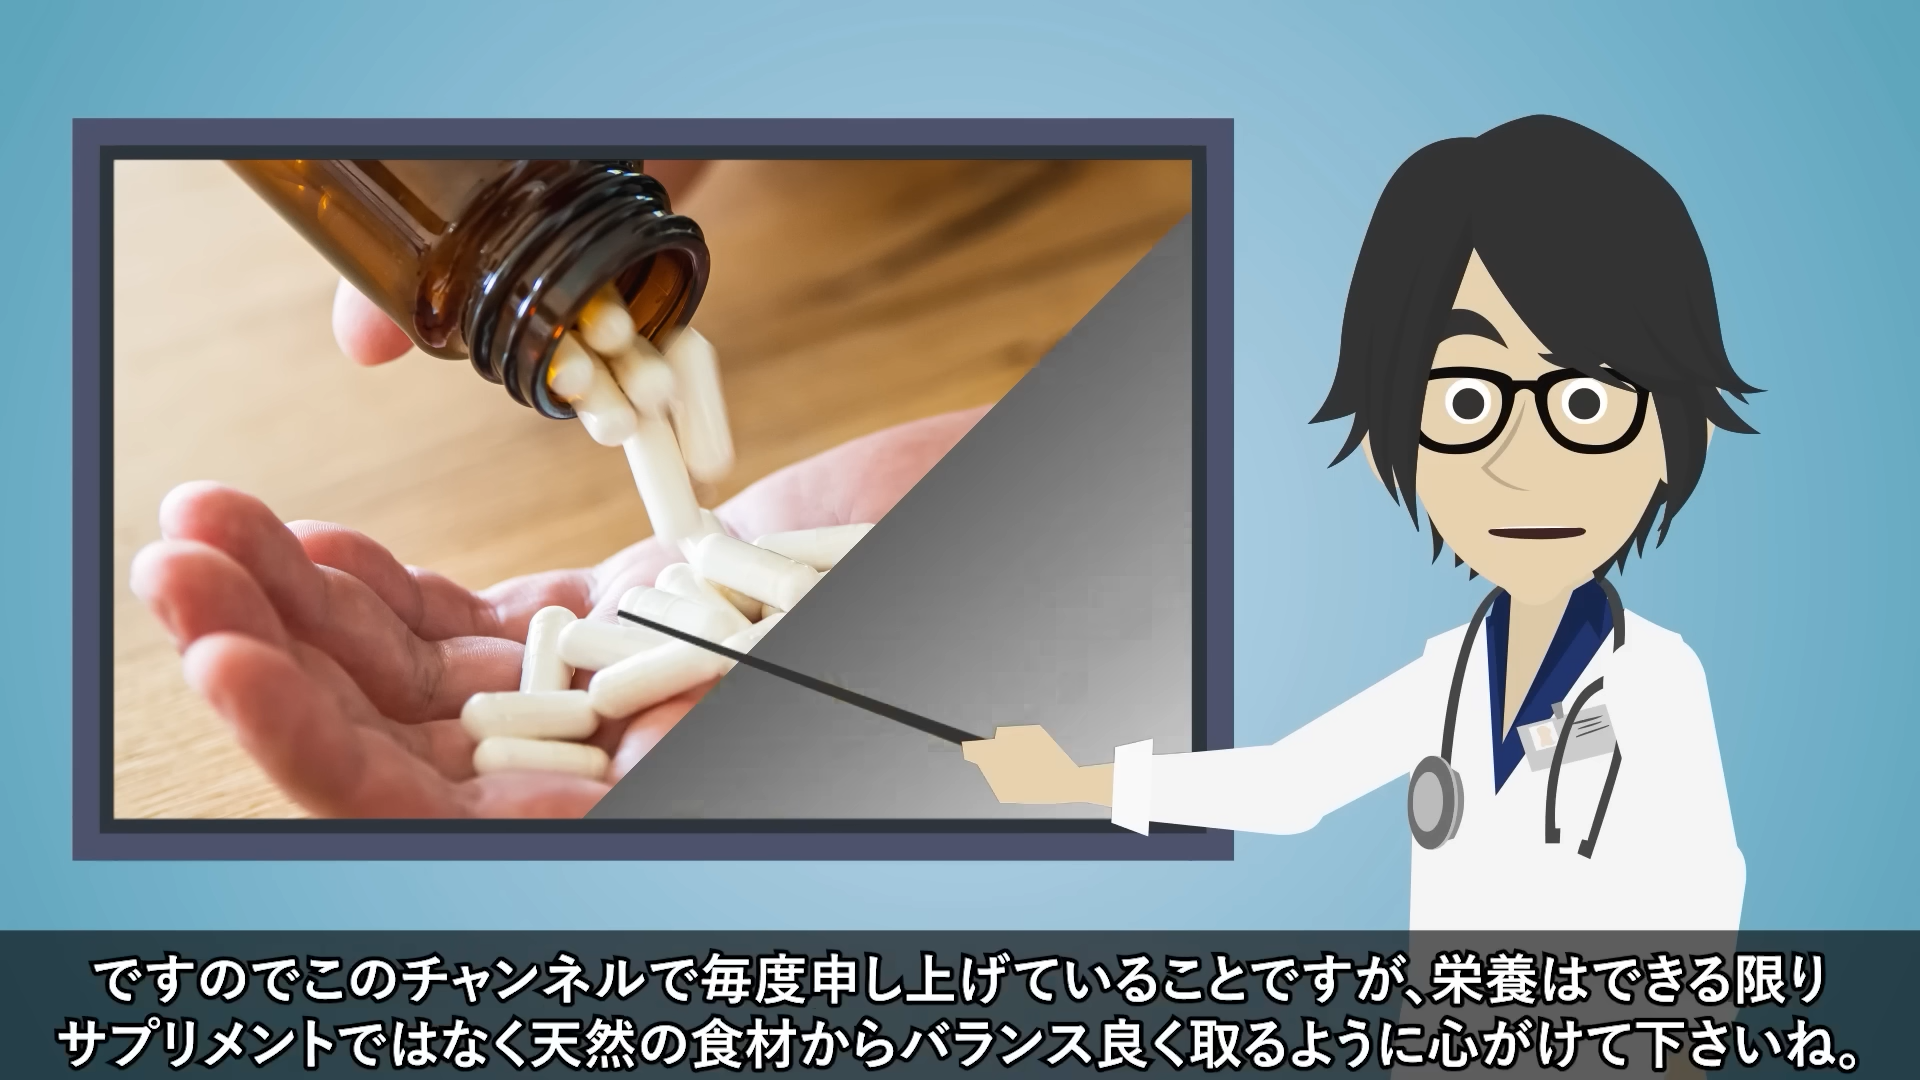 ですのでこのチャンネルで毎度申し上げていることですが、栄養はできる限り
サプリメントではなく天然の食材からバランス良く取るように心がけて下さいね。